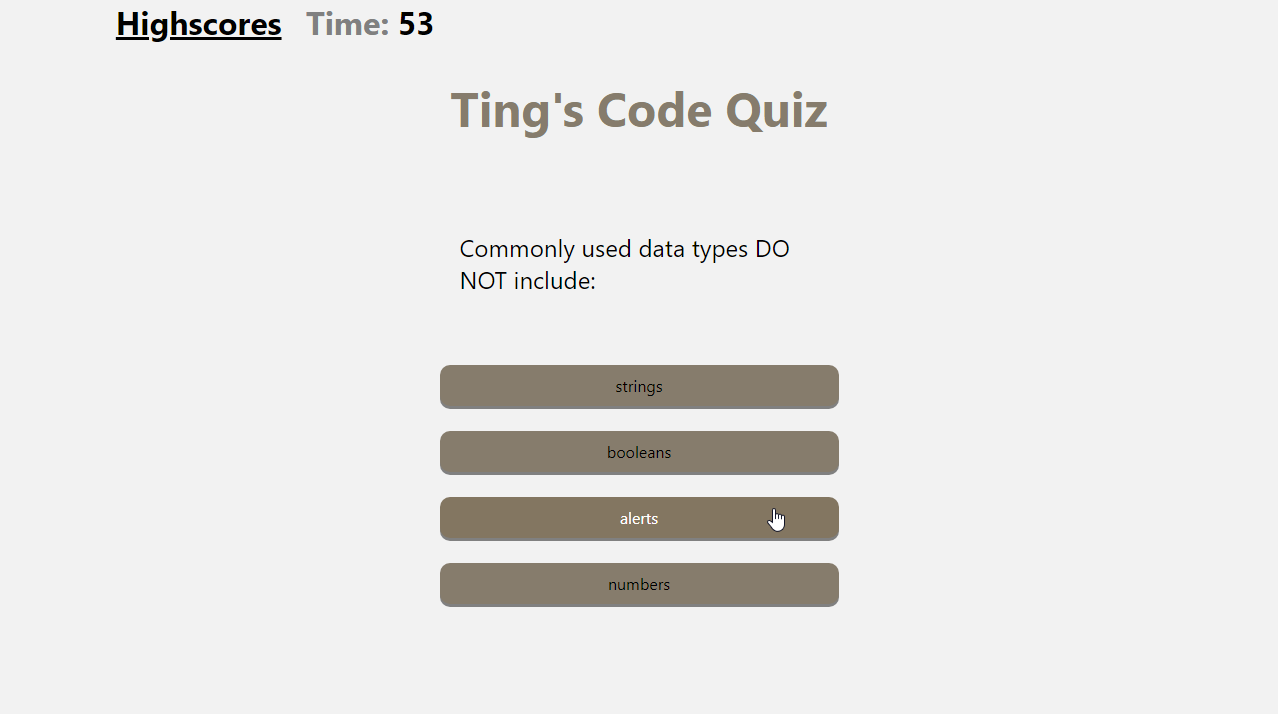 Highscores Time: 53
Ting's Code Quiz
Commonly used data types DO
NOT include:
strings
booleans
alerts
numbers